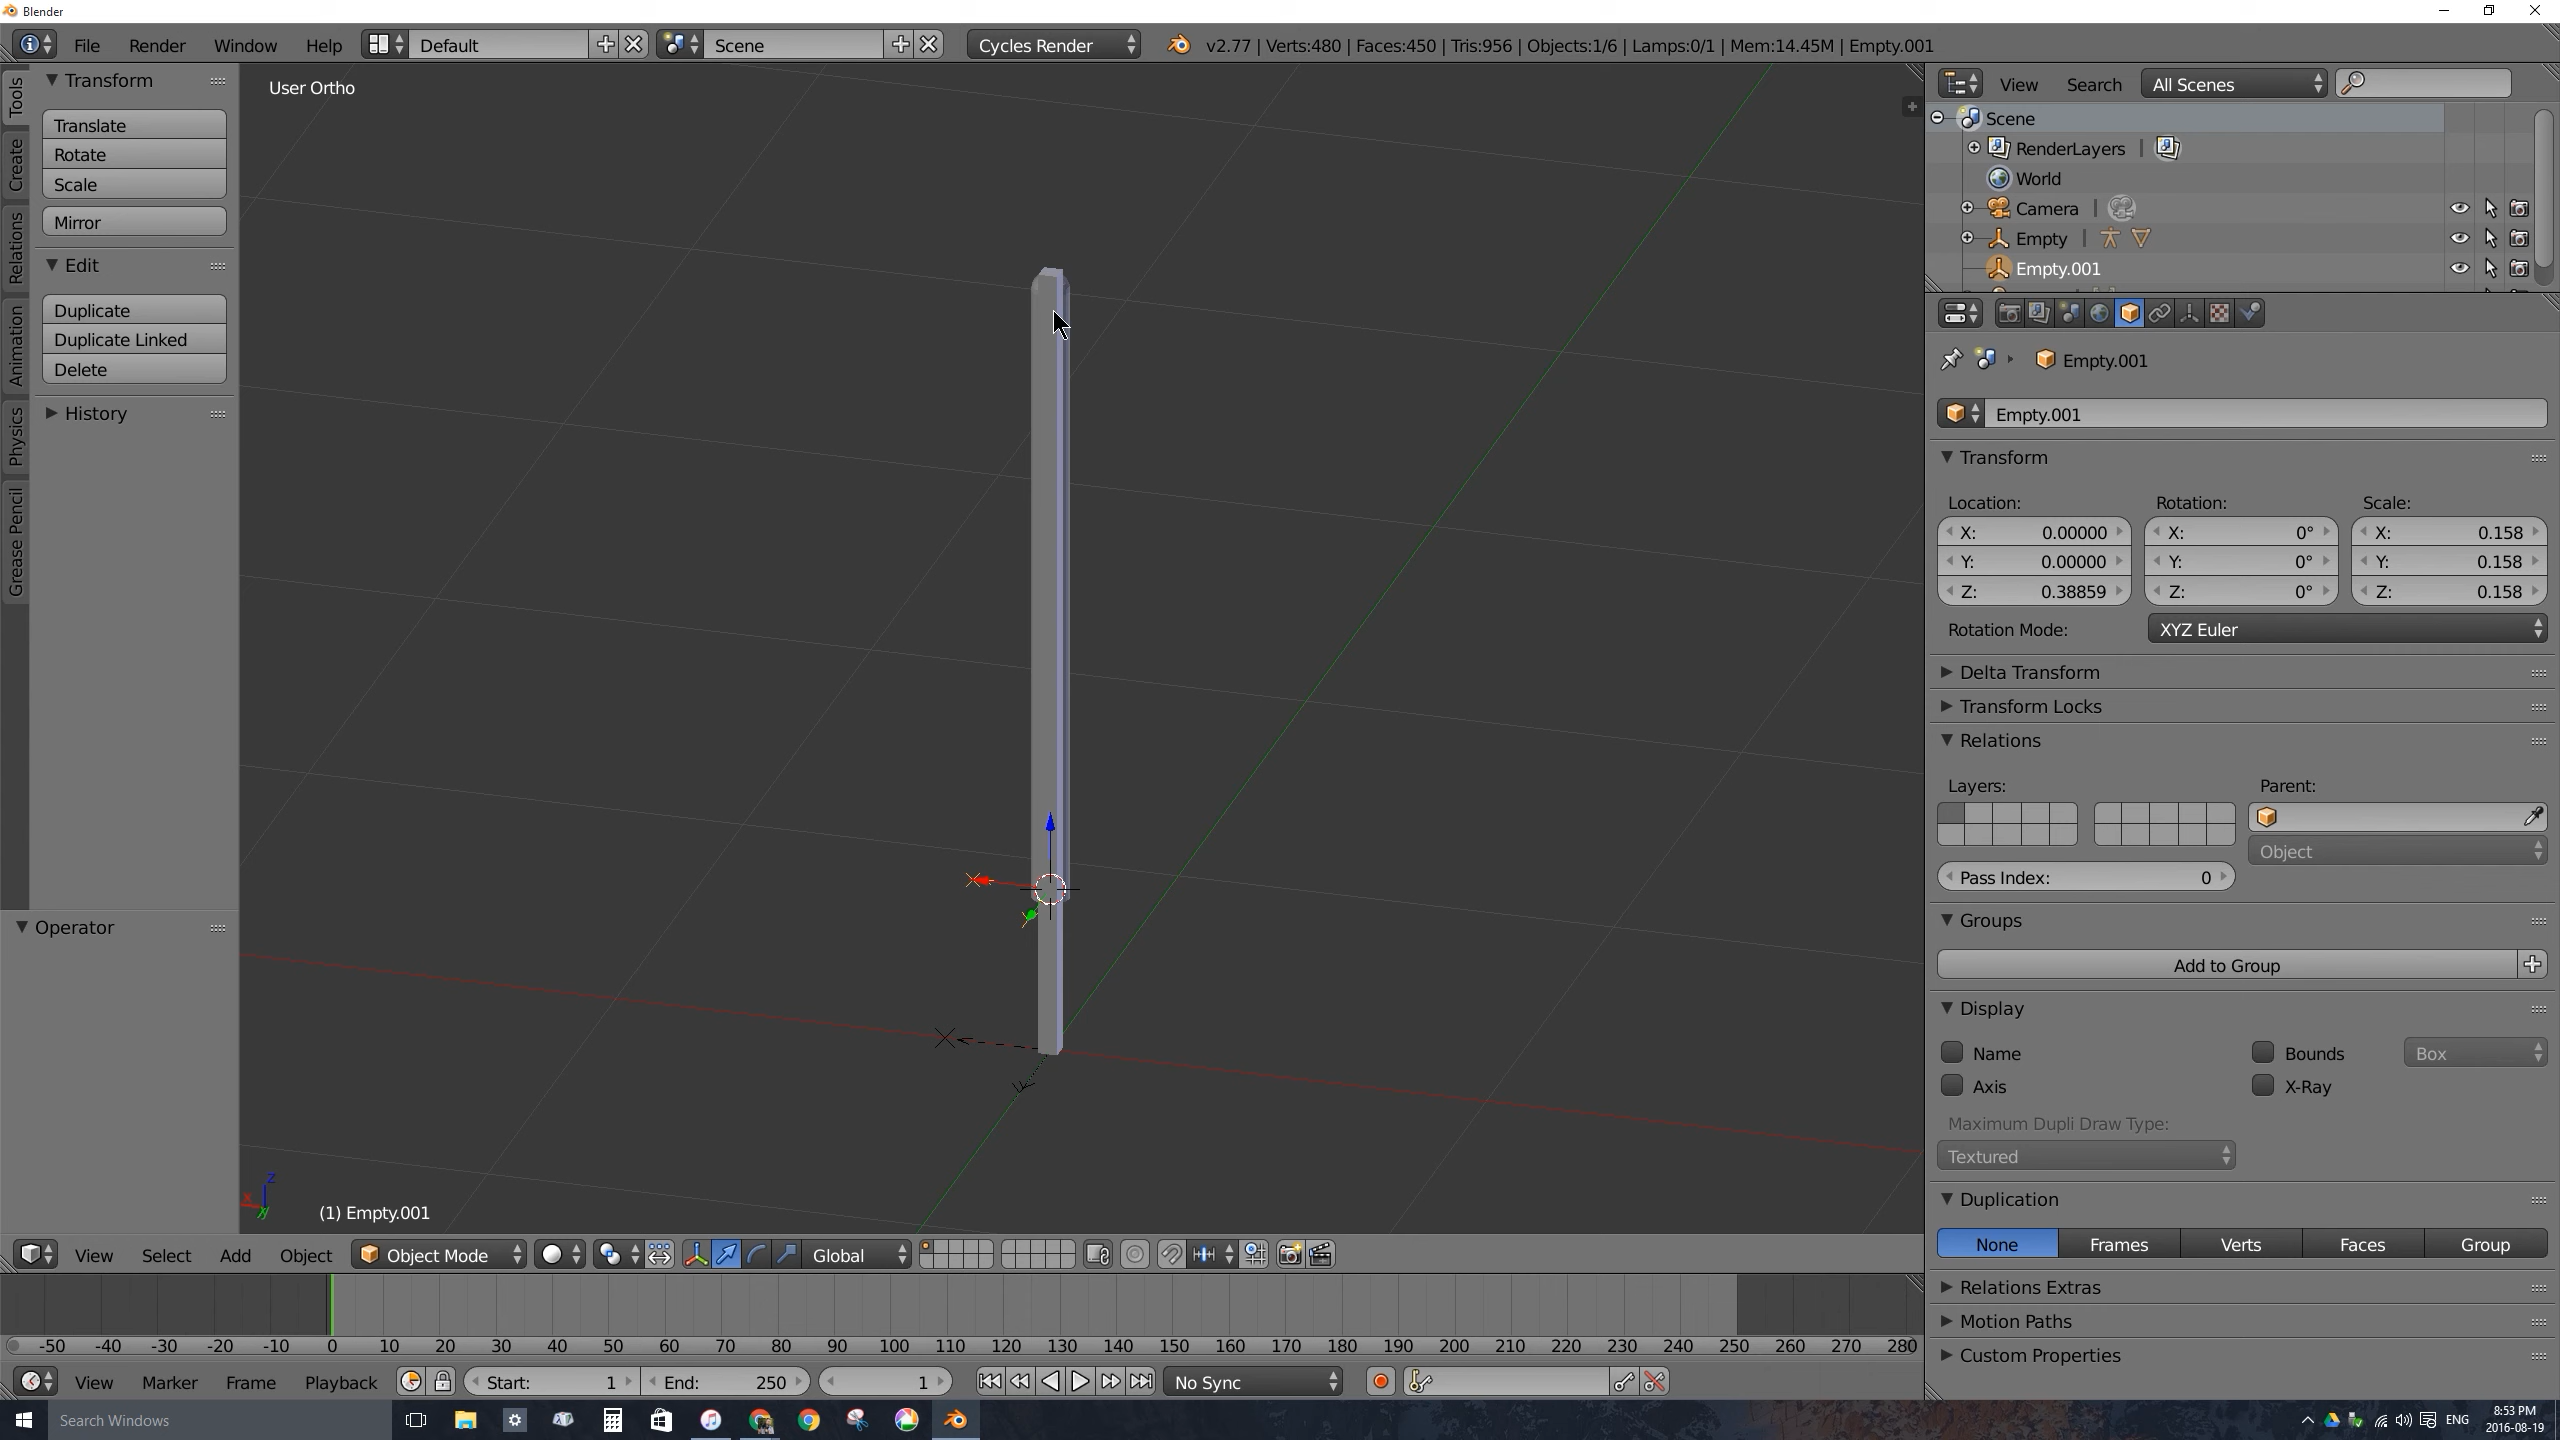 Blender
File Render Window Help Default Scene Cycles Render v2.77 | Verts:480 | Faces:450 | Tris:956 | Objects:1/6 | Lamps:0/1 | Mem:14.45M | Empty.001
Tools
Create
Relations
Animation
Physics
Grease Pencil
Transform
Translate
Rotate
Scale
Mirror
Edit
Duplicate
Duplicate Linked
Delete
History
Operator
User Ortho
(1) Empty.001
View Search All Scenes
Scene
RenderLayers |
World
Camera |
Empty |
Empty.001
Empty.001
Empty.001
Transform
Location: Rotation: Scale:
X: 0.00000 X: 0° X: 0.158
Y: 0.00000 Y: 0° Y: 0.158
Z: 0.38859 Z: 0° Z: 0.158
Rotation Mode: XYZ Euler
Delta Transform
Transform Locks
Relations
Layers: Parent:
Object
Pass Index: 0
Groups
Add to Group
Display
Name Bounds Box
Axis X-Ray
Maximum Dupli Draw Type:
Textured
Duplication
None Frames Verts Faces Group
Relations Extras
Motion Paths
Custom Properties
View Select Add Object Object Mode Global
-50 -40 -30 -20 -10 0 10 20 30 40 50 60 70 80 90 100 110 120 130 140 150 160 170 180 190 200 210 220 230 240 250 260 270 280
View Marker Frame Playback Start: 1 End: 250 1 No Sync
Search Windows
ENG
8:53 PM
2016-08-19